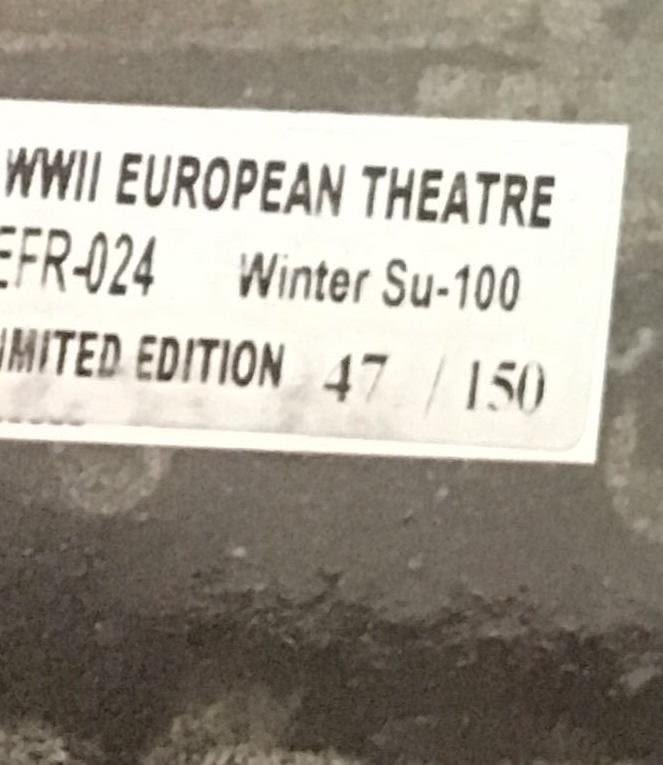 WWII EUROPEAN THEATRE
EFR-024 Winter Su-100
IMITED EDITION 47 / 150